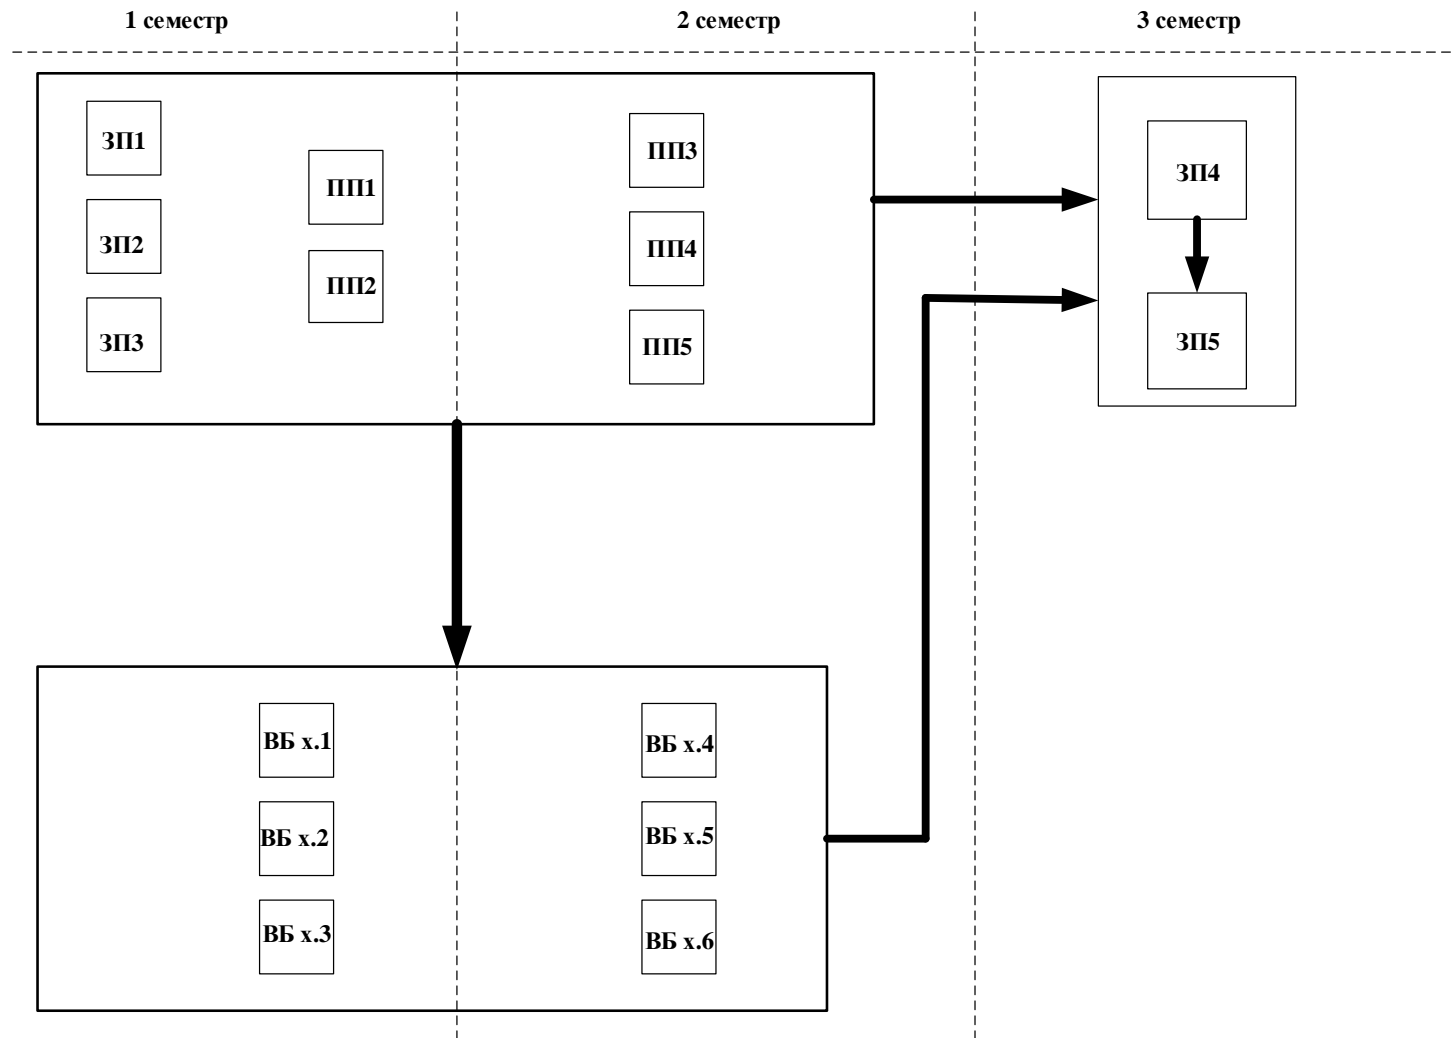 1 семестр
2 семестр
3 семестр
ЗП1
ЗП2
ЗП3
ПП1
ПП2
ПП3
ПП4
ПП5
ЗП4
ЗП5
ВБ х.1
ВБ х.2
ВБ х.3
ВБ х.4
ВБ х.5
ВБ х.6